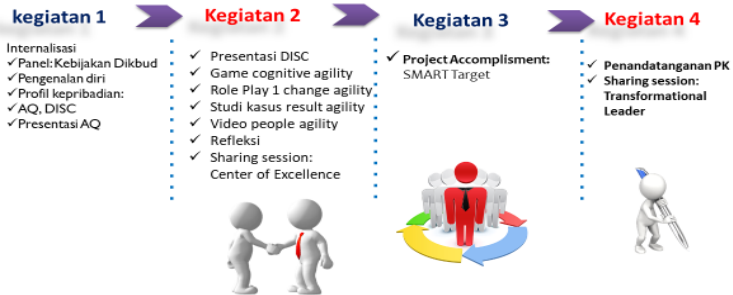 kegiatan 1
Internalisasi
✓Panel: Kebijakan Dikbud
✓Pengenalan diri
✓Profil kepribadian:
✓AQ, DISC
✓Presentasi AQ
Kegiatan 2
✓ Presentasi DISC
✓ Game cognitive agility
✓ Role Play 1 change agility
✓ Studi kasus result agility
✓ Video people agility
✓ Refleksi
✓ Sharing session:
Center of Excellence
Kegiatan 3
✓ Project Accomplisment:
SMART Target
Kegiatan 4
✓ Penandatanganan PK
✓ Sharing session:
Transformational
Leader